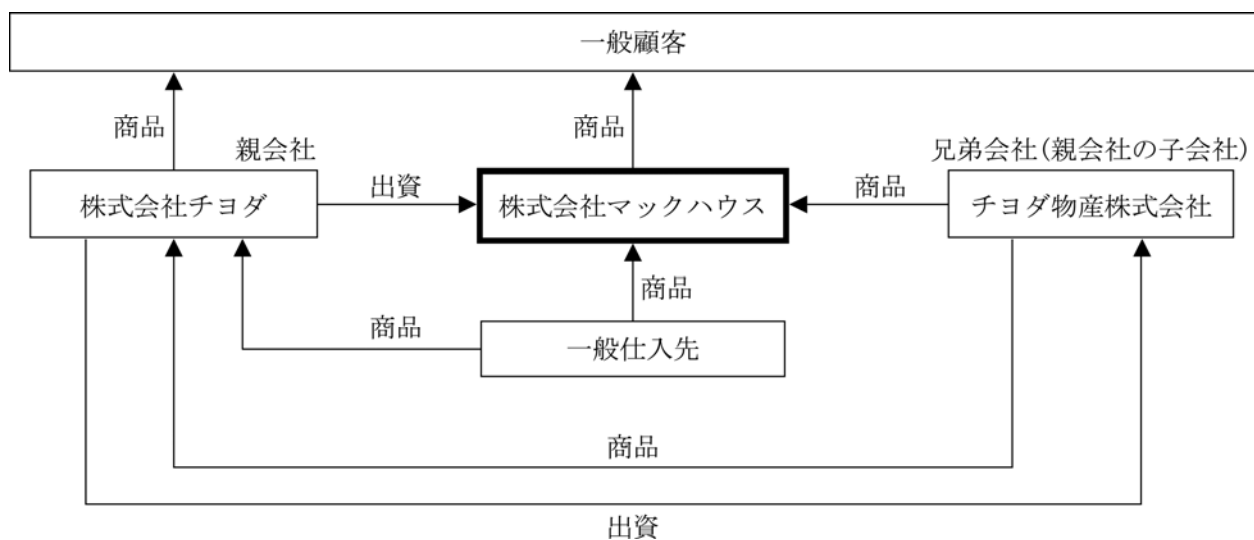 一般顧客
商品
商品
親会社
兄弟会社(親会社の子会社)
株式会社チヨダ
出資
株式会社マックハウス
商品
チヨダ物産株式会社
商品
商品
一般仕入先
商品
出資